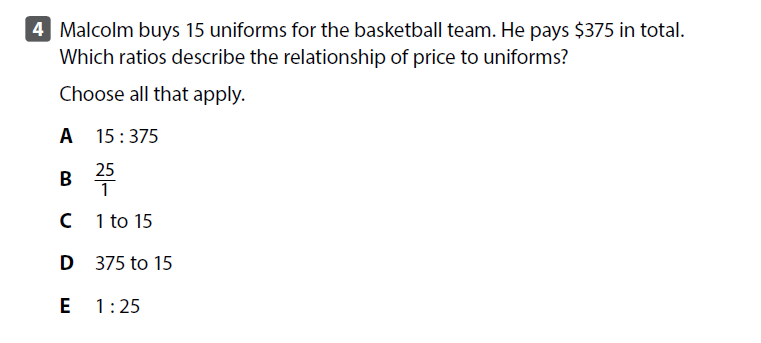 4 Malcolm buys 15 uniforms for the basketball team. He pays $375 in total.
Which ratios describe the relationship of price to uniforms?
Choose all that apply.
A 15 : 375
B 25/1
C 1 to 15
D 375 to 15
E 1 : 25